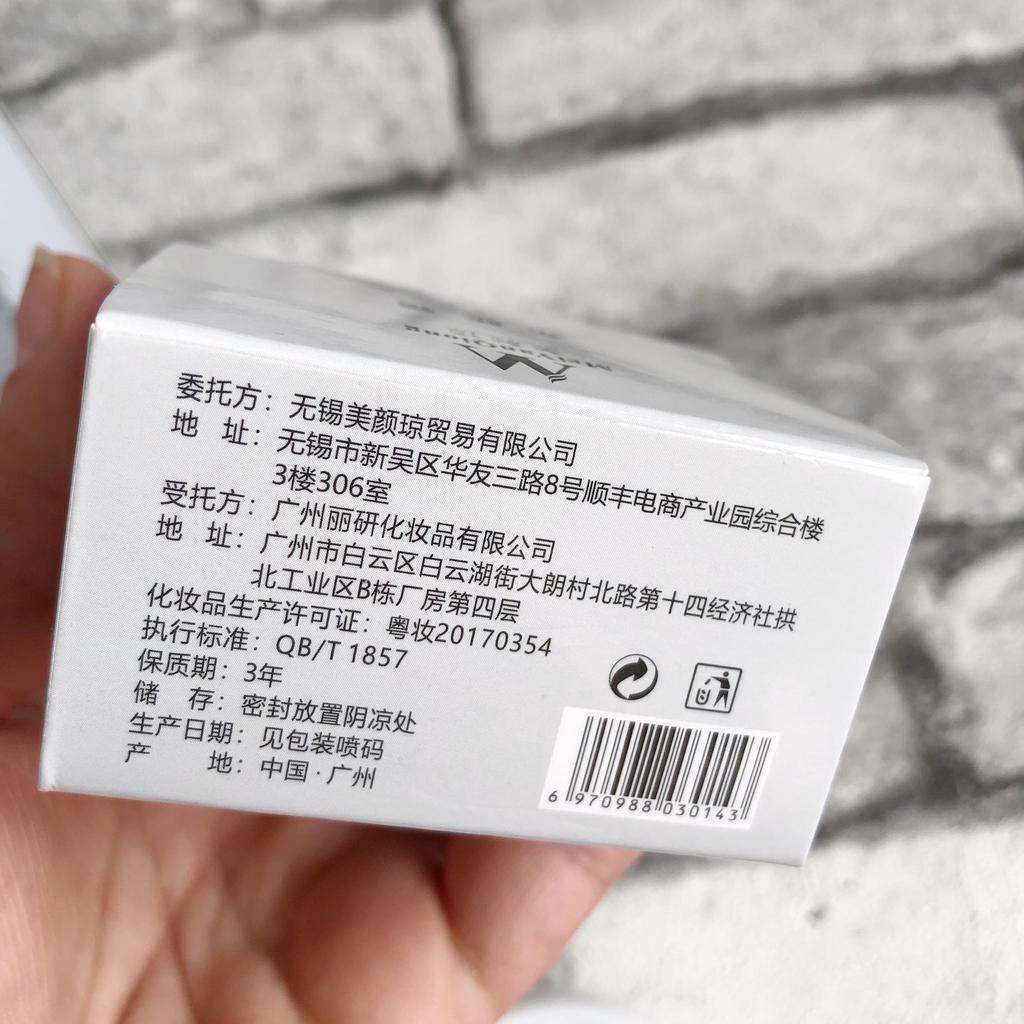 MeiYanQiong
委托方：无锡美颜琼贸易有限公司
地 址：无锡市新吴区华友三路8号顺丰电商产业园综合楼
3楼306室
受托方：广州丽研化妆品有限公司
地 址：广州市白云区白云湖街大朗村北路第十四经济社拱
北工业区B栋厂房第四层
化妆品生产许可证：粤妆20170354
执行标准：QB/T 1857
保质期：3年
储 存：密封放置阴凉处
生产日期：见包装喷码
产 地：中国·广州
6 970988 030143